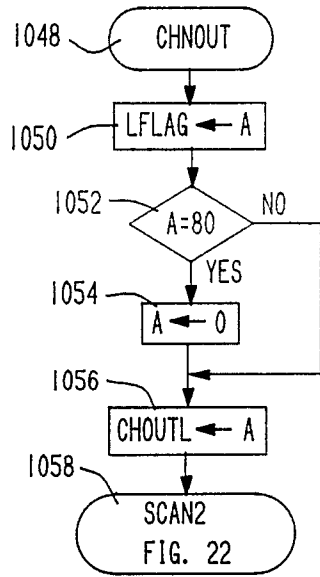 1048
CHNOUT
1050
LFLAG ← A
1052
A=80
NO
YES
1054
A ← 0
1056
CHOUTL ← A
1058
SCAN2
FIG. 22